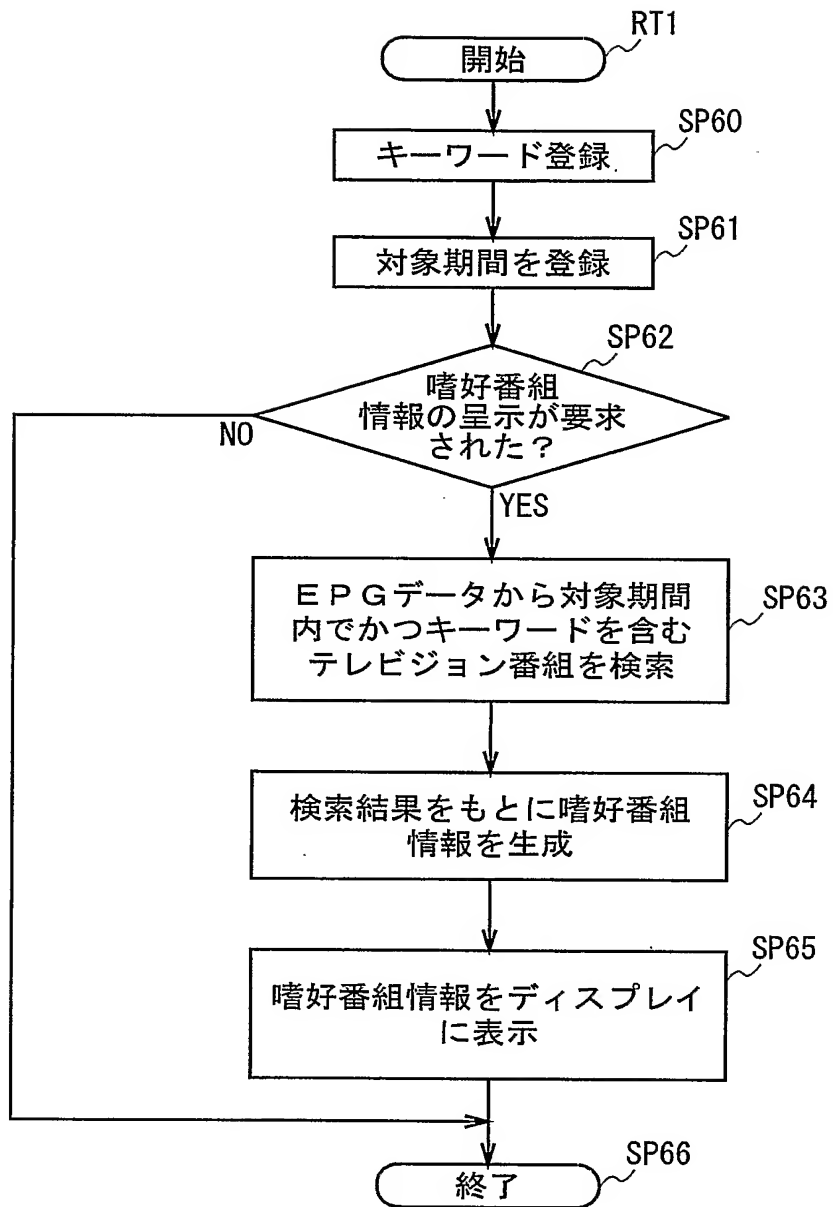 RT1
開始
SP60
キーワード登録
SP61
対象期間を登録
SP62
嗜好番組
情報の呈示が要求
された？
NO
YES
SP63
ＥＰＧデータから対象期間
内でかつキーワードを含む
テレビジョン番組を検索
SP64
検索結果をもとに嗜好番組
情報を生成
SP65
嗜好番組情報をディスプレイ
に表示
SP66
終了